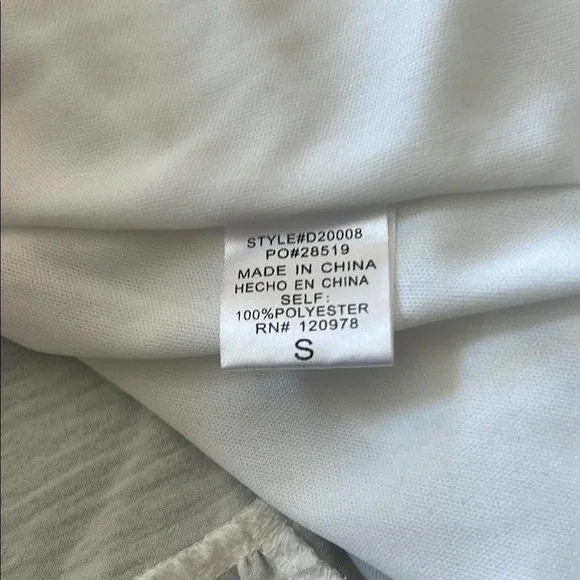 STYLE#D20008
PO#28519
MADE IN CHINA
HECHO EN CHINA
SELF:
100%POLYESTER
RN# 120978
S